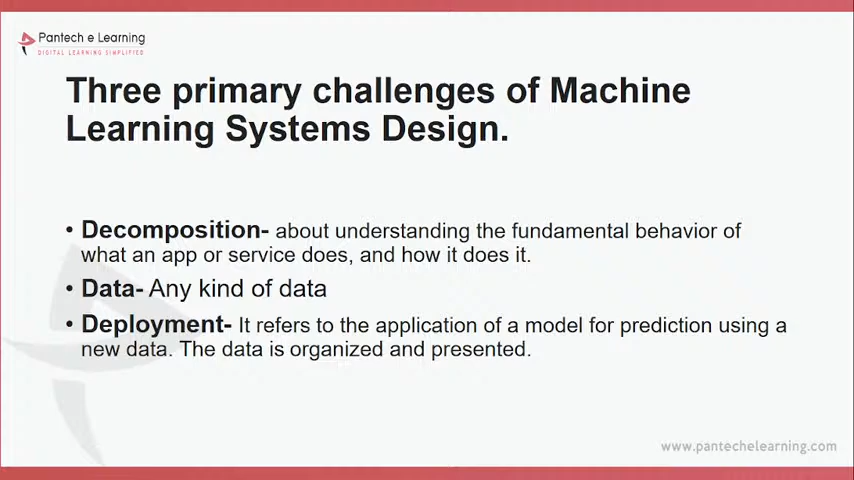 Pantech e Learning
DIGITAL LEARNING SIMPLIFIED
Three primary challenges of Machine
Learning Systems Design.
• Decomposition- about understanding the fundamental behavior of
what an app or service does, and how it does it.
• Data- Any kind of data
• Deployment- It refers to the application of a model for prediction using a
new data. The data is organized and presented.
www.pantechelearning.com